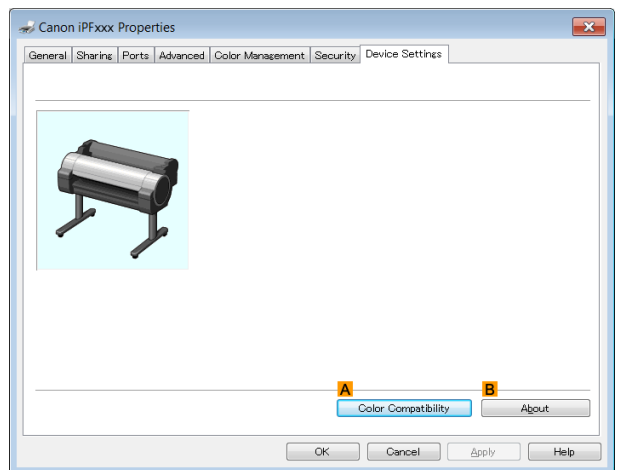 Canon iPFxxx Properties
General Sharing Ports Advanced Color Management Security Device Settings
A B
Color Compatibility About
OK Cancel Apply Help